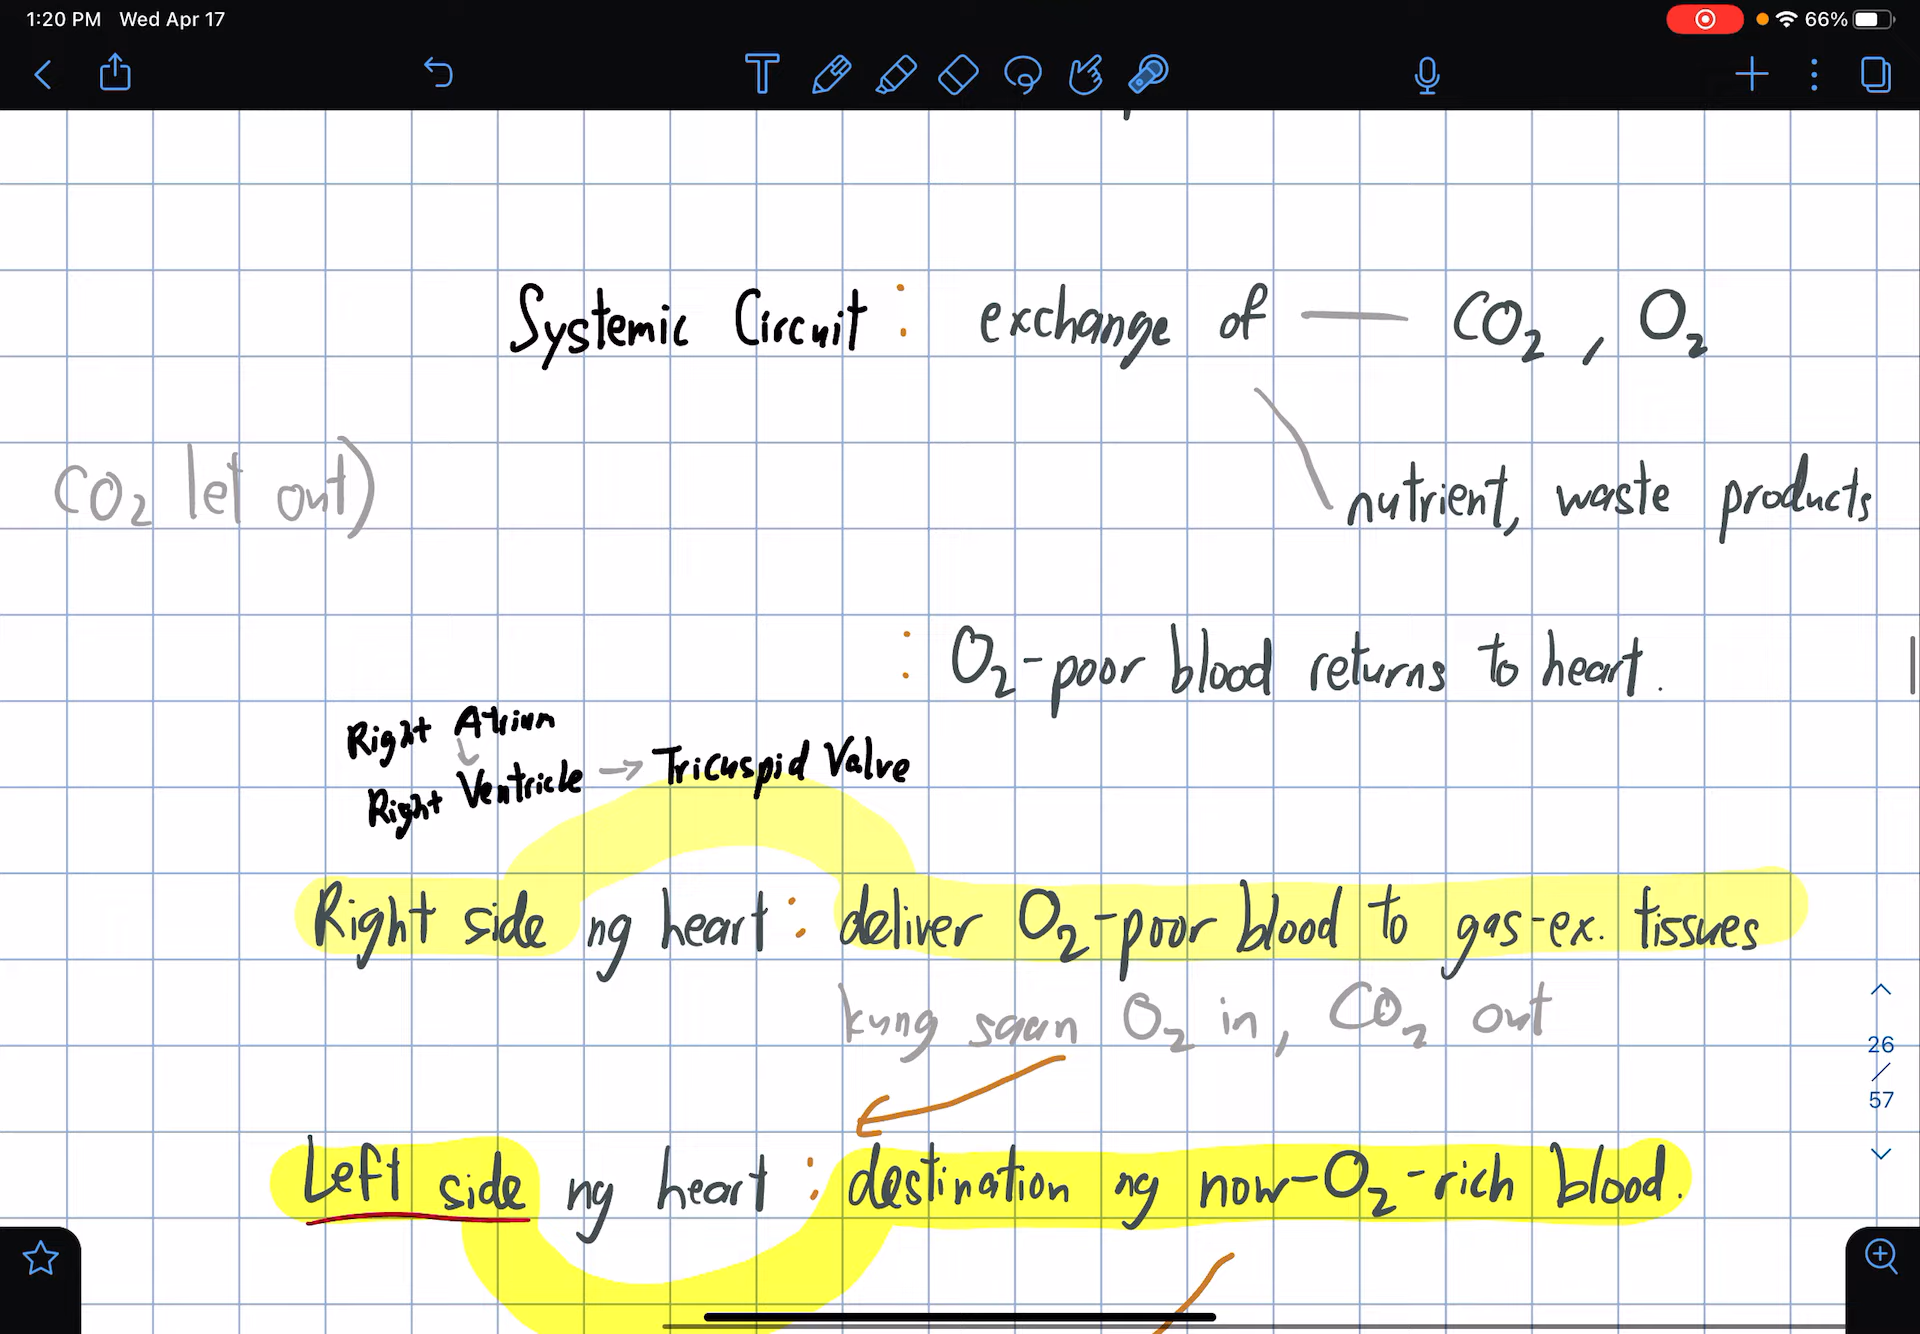 1:20 PM Wed Apr 17
66%
Systemic Circuit : exchange of — CO₂, O₂
CO₂ let out)
nutrient, waste products
: O₂-poor blood returns to heart.
Right Atrium
Right Ventricle → Tricuspid Valve
Right side ng heart : deliver O₂-poor blood to gas-ex. tissues
kung saan O₂ in, CO₂ out
26
/
57
Left side ng heart : destination ng now-O₂-rich blood.